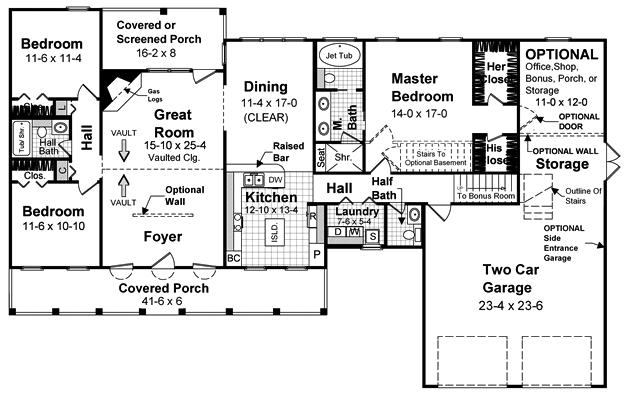 Bedroom
11-6 x 11-4
Covered or
Screened Porch
16-2 x 8
Gas
Logs
Great
Room
15-10 x 25-4
Vaulted Clg.
VAULT
VAULT
Hall
Clos.
L
Tub/ Shr.
Hall
Bath
Clos.
C
Bedroom
11-6 x 10-10
Optional
Wall
Foyer
Covered Porch
41-6 x 6
Dining
11-4 x 17-0
(CLEAR)
Raised
Bar
DW
Kitchen
12-10 x 13-4
ISLD.
R
P
BC
Jet Tub
M.
Bath
Seat
Shr.
Master
Bedroom
14-0 x 17-0
Her
Closet
His
Closet
Stairs To
Optional Basement
Hall
Half
Bath
Laundry
7-6 x 5-4
D
W
S
To Bonus Room
OPTIONAL
Office,Shop,
Bonus, Porch, or
Storage
11-0 x 12-0
OPTIONAL
DOOR
OPTIONAL WALL
Storage
Outline Of
Stairs
OPTIONAL
Side
Entrance
Garage
Two Car
Garage
23-4 x 23-6